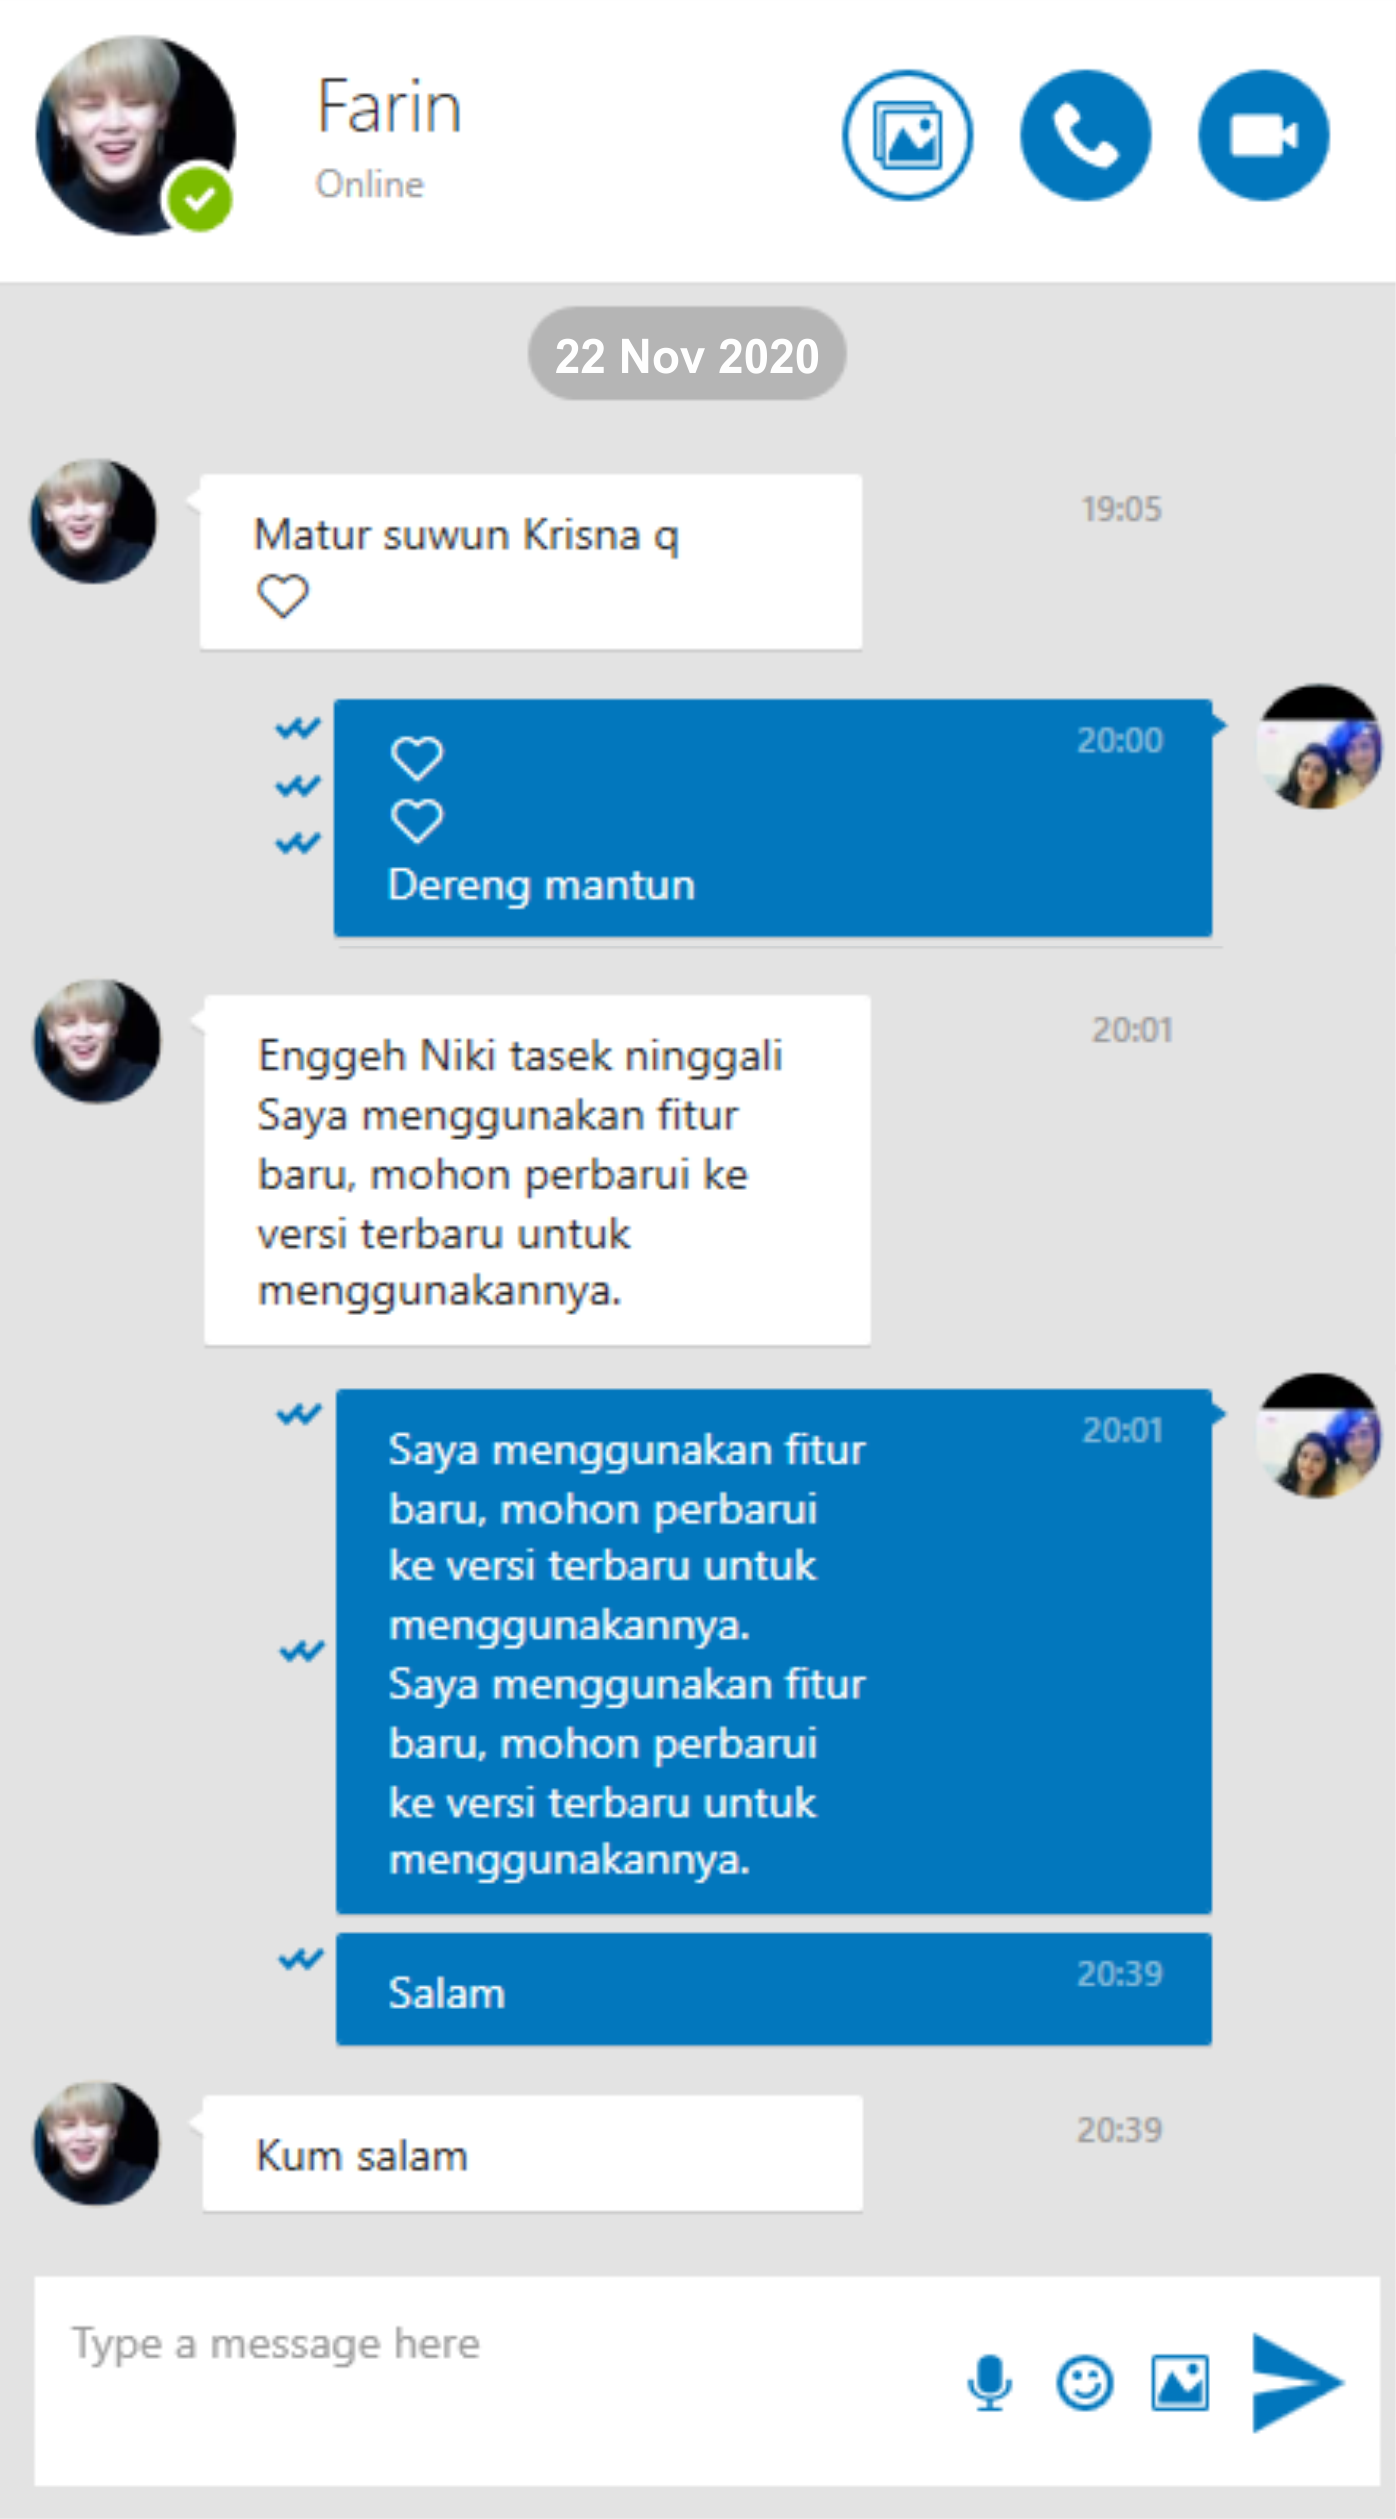 Farin
Online
22 Nov 2020
Matur suwun Krisna q
19:05
20:00
Dereng mantun
Enggeh Niki tasek ninggali
20:01
Saya menggunakan fitur
baru, mohon perbarui ke
versi terbaru untuk
menggunakannya.
Saya menggunakan fitur
20:01
baru, mohon perbarui
ke versi terbaru untuk
menggunakannya.
Saya menggunakan fitur
baru, mohon perbarui
ke versi terbaru untuk
menggunakannya.
Salam
20:39
Kum salam
20:39
Type a message here